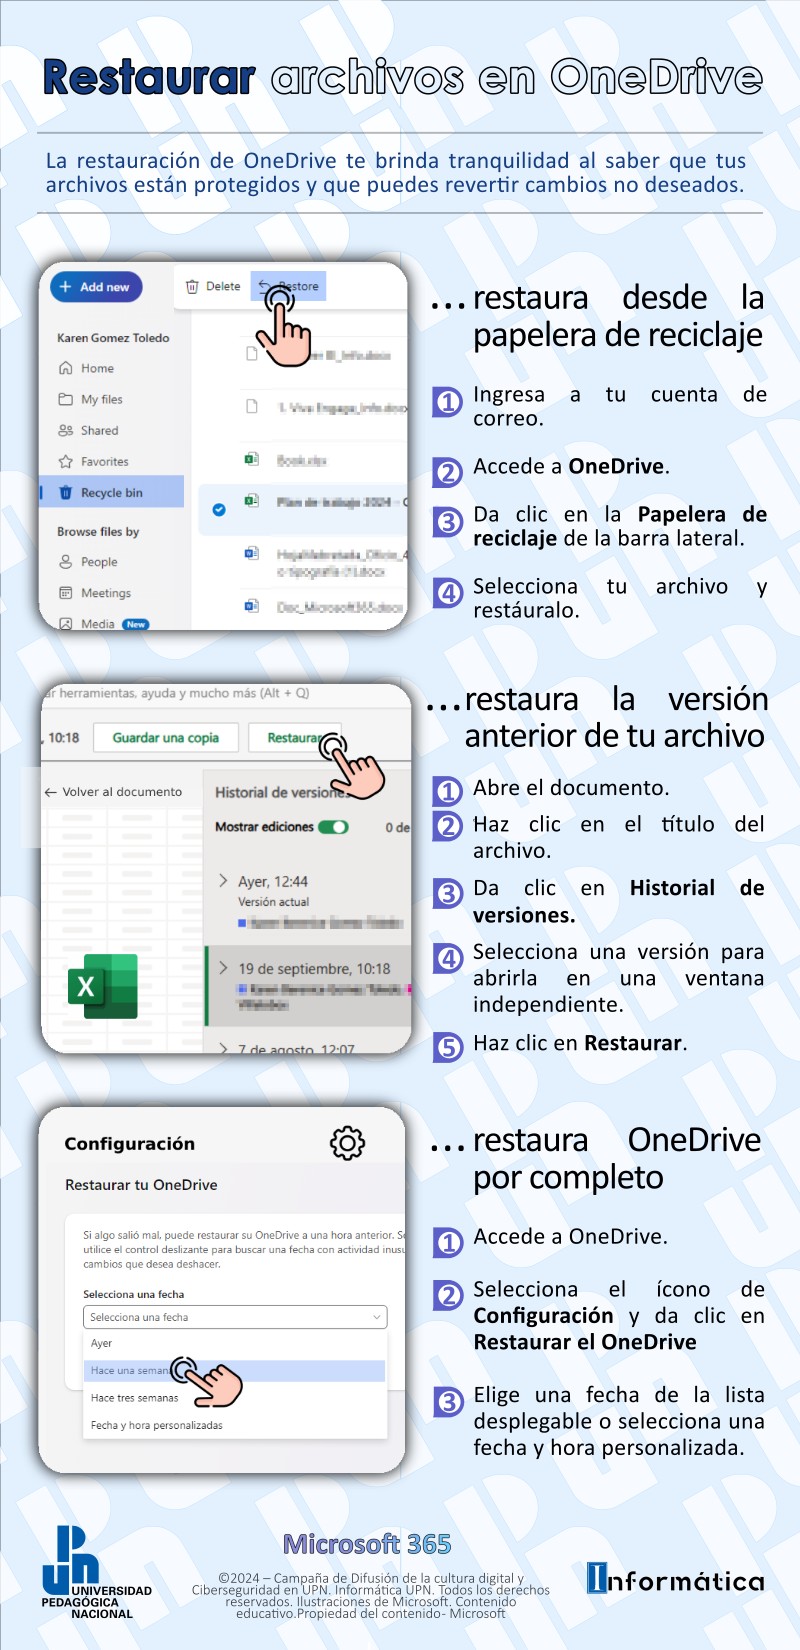 Restaurar archivos en OneDrive
La restauración de OneDrive te brinda tranquilidad al saber que tus
archivos están protegidos y que puedes revertir cambios no deseados.
Add new
Delete
Restore
Karen Gomez Toledo
Home
My files
Shared
Favorites
Recycle bin
Browse files by
People
Meetings
Media New
1. Viva Engage_Info.docx
Book.xlsx
Plan de trabajo 2024 - C
Doc_Microsoft365.docx
...restaura desde la
papelera de reciclaje
1 Ingresa a tu cuenta de
correo.
2 Accede a OneDrive.
3 Da clic en la Papelera de
reciclaje de la barra lateral.
4 Selecciona tu archivo y
restáuralo.
ar herramientas, ayuda y mucho más (Alt + Q)
, 10:18
Guardar una copia
Restaurar
Volver al documento
Historial de versiones
Mostrar ediciones
0 de
Ayer, 12:44
Versión actual
19 de septiembre, 10:18
7 de agosto, 12:07
X
...restaura la versión
anterior de tu archivo
1 Abre el documento.
2 Haz clic en el título del
archivo.
3 Da clic en Historial de
versiones.
4 Selecciona una versión para
abrirla en una ventana
independiente.
5 Haz clic en Restaurar.
Configuración
Restaurar tu OneDrive
Si algo salió mal, puede restaurar su OneDrive a una hora anterior. Se
utilice el control deslizante para buscar una fecha con actividad inusu
cambios que desea deshacer.
Selecciona una fecha
Selecciona una fecha
Ayer
Hace una semana
Hace tres semanas
Fecha y hora personalizadas
...restaura OneDrive
por completo
1 Accede a OneDrive.
2 Selecciona el ícono de
Configuración y da clic en
Restaurar el OneDrive
3 Elige una fecha de la lista
desplegable o selecciona una
fecha y hora personalizada.
UNIVERSIDAD
PEDAGÓGICA
NACIONAL
Microsoft 365
©2024 – Campaña de Difusión de la cultura digital y
Ciberseguridad en UPN. Informática UPN. Todos los derechos
reservados. Ilustraciones de Microsoft. Contenido
educativo.Propiedad del contenido- Microsoft
Informática